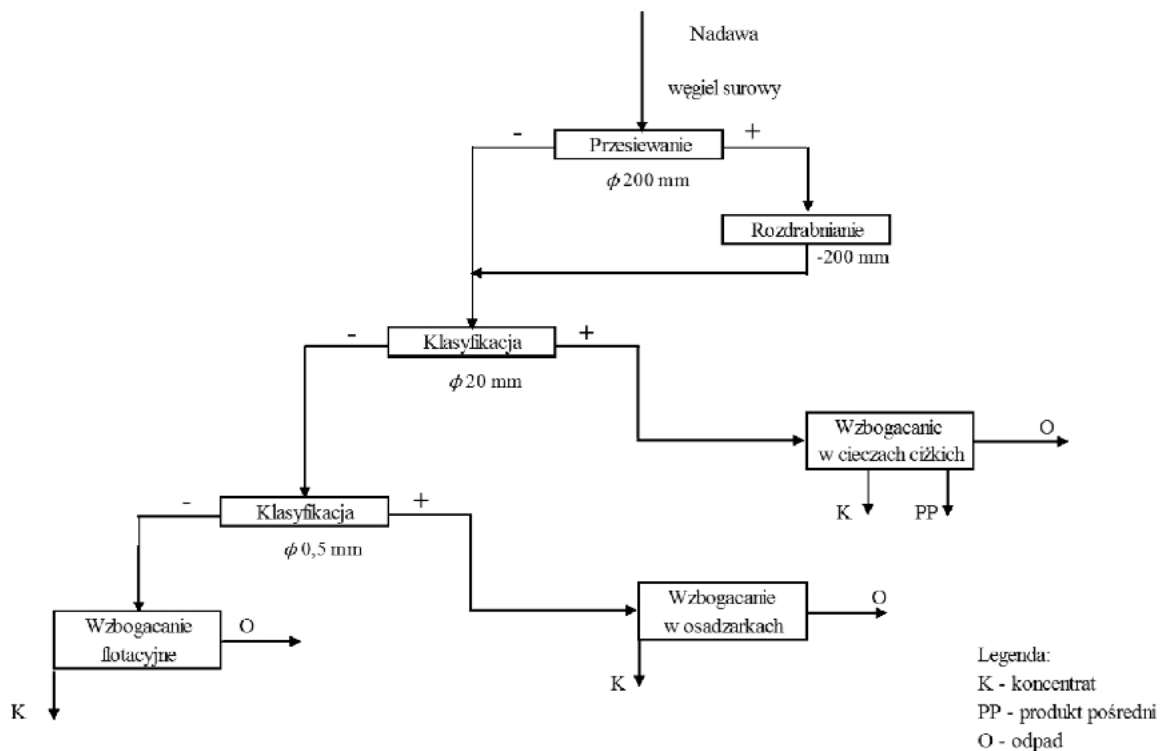 Nadawa
węgiel surowy
-
+
Przesiewanie
ϕ 200 mm
Rozdrabnianie
-200 mm
-
+
Klasyfikacja
ϕ 20 mm
Wzbogacanie
w cieczach ciżkich
O
K
PP
-
+
Klasyfikacja
ϕ 0,5 mm
Wzbogacanie
w osadzarkach
O
K
Wzbogacanie
flotacyjne
O
K
Legenda:
K - koncentrat
PP - produkt pośredni
O - odpad